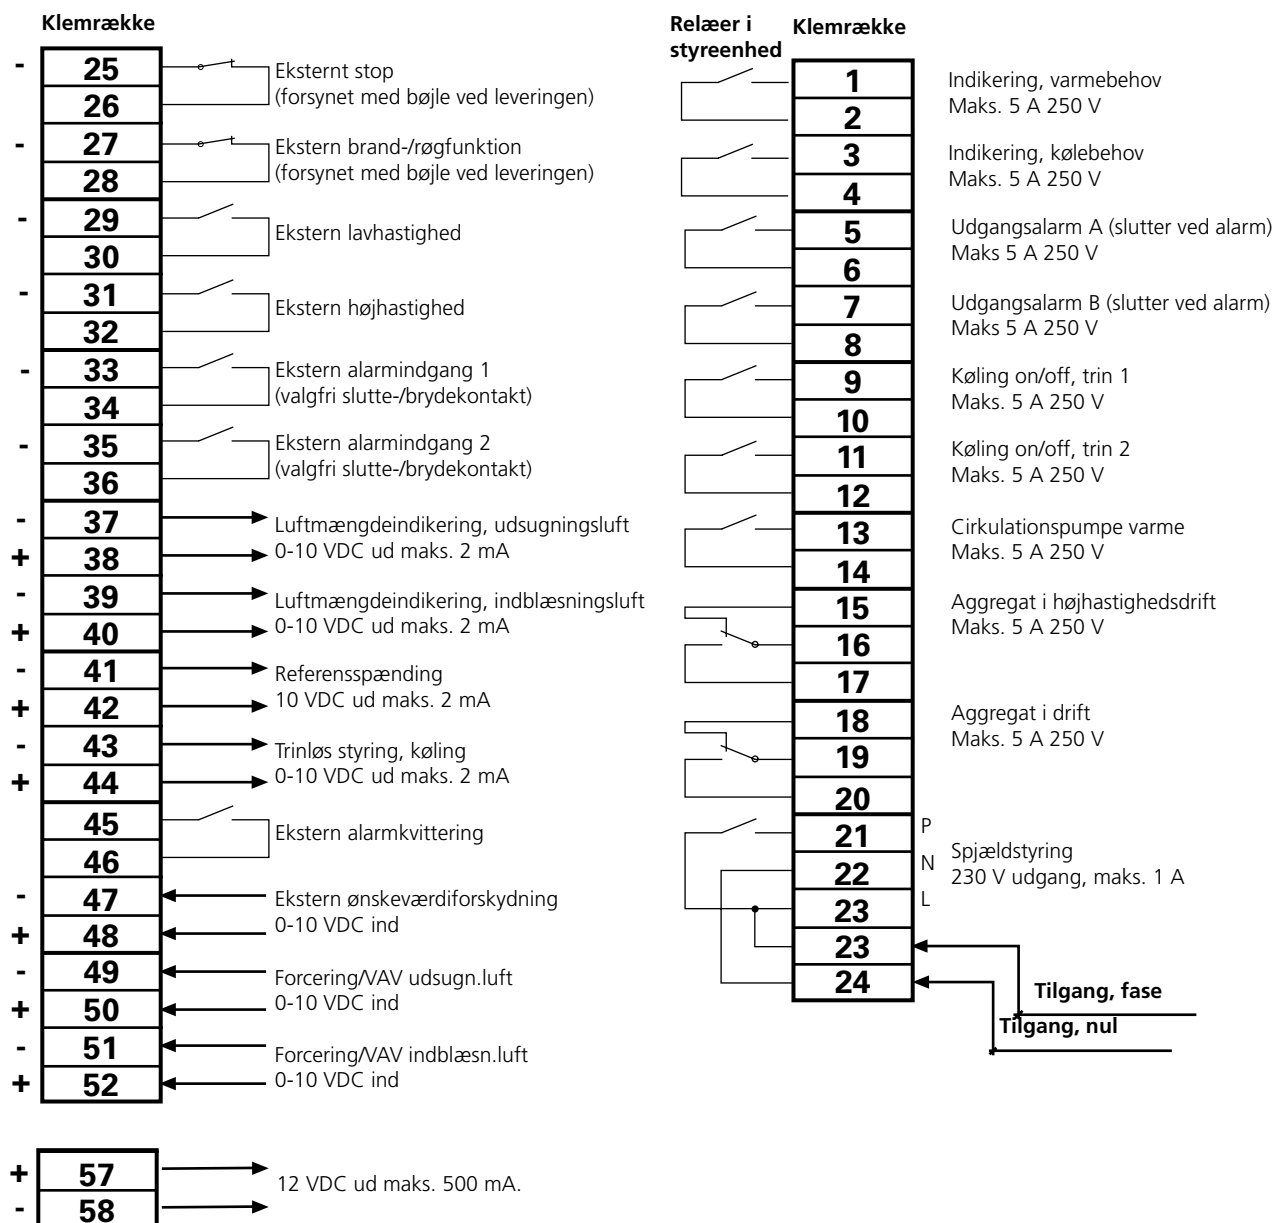 Klemrække
-
25
26
Eksternt stop
(forsynet med bøjle ved leveringen)
-
27
28
Ekstern brand-/røgfunktion
(forsynet med bøjle ved leveringen)
-
29
30
Ekstern lavhastighed
-
31
32
Ekstern højhastighed
-
33
34
Ekstern alarmindgang 1
(valgfri slutte-/brydekontakt)
-
35
36
Ekstern alarmindgang 2
(valgfri slutte-/brydekontakt)
-
37
+
38
Luftmængdeindikering, udsugningsluft
0-10 VDC ud maks. 2 mA
-
39
+
40
Luftmængdeindikering, indblæsningsluft
0-10 VDC ud maks. 2 mA
-
41
+
42
Referensspænding
10 VDC ud maks. 2 mA
-
43
+
44
Trinløs styring, køling
0-10 VDC ud maks. 2 mA
45
46
Ekstern alarmkvittering
-
47
+
48
Ekstern ønskeværdiforskydning
0-10 VDC ind
-
49
+
50
Forcering/VAV udsugn.luft
0-10 VDC ind
-
51
+
52
Forcering/VAV indblæsn.luft
0-10 VDC ind
+
57
-
58
12 VDC ud maks. 500 mA.
Relæer i
styreenhed
Klemrække
1
2
Indikering, varmebehov
Maks. 5 A 250 V
3
4
Indikering, kølebehov
Maks. 5 A 250 V
5
6
Udgangsalarm A (slutter ved alarm)
Maks 5 A 250 V
7
8
Udgangsalarm B (slutter ved alarm)
Maks 5 A 250 V
9
10
Køling on/off, trin 1
Maks. 5 A 250 V
11
12
Køling on/off, trin 2
Maks. 5 A 250 V
13
14
Cirkulationspumpe varme
Maks. 5 A 250 V
15
16
17
Aggregat i højhastighedsdrift
Maks. 5 A 250 V
18
19
20
Aggregat i drift
Maks. 5 A 250 V
21 P
22 N
23 L
Spjældstyring
230 V udgang, maks. 1 A
23
24
Tilgang, fase
Tilgang, nul